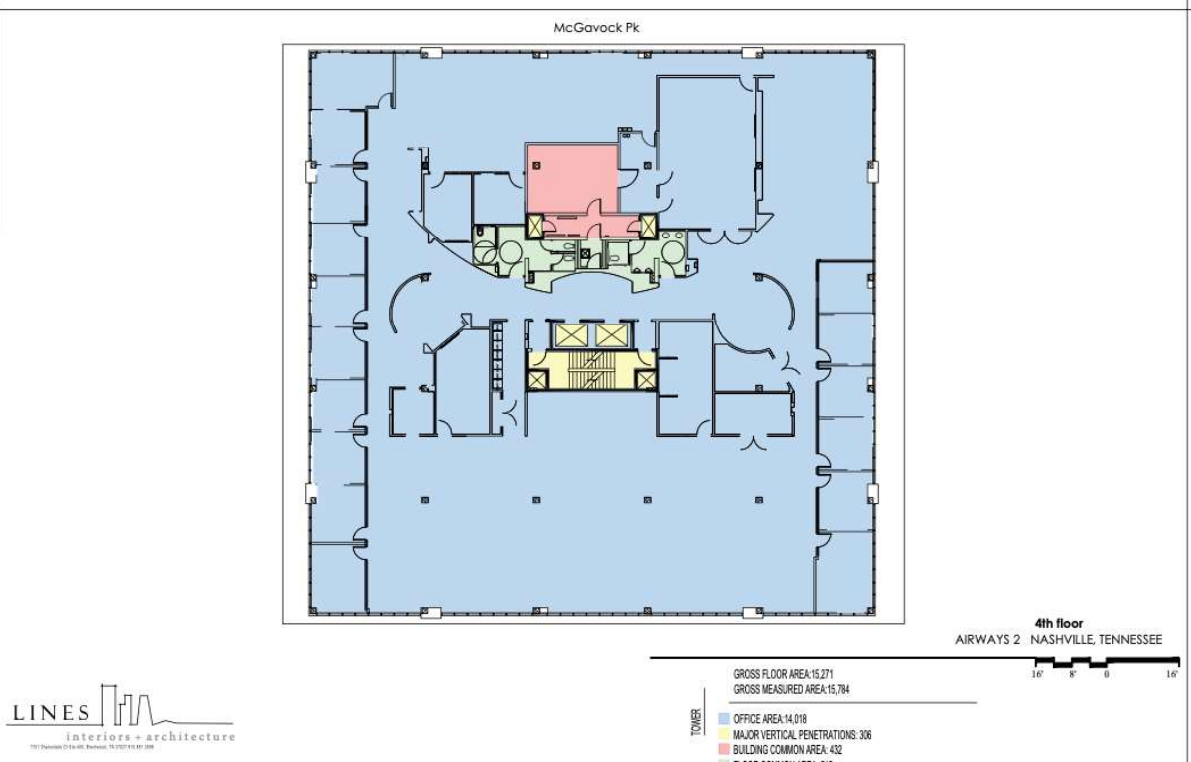 McGavock Pk
4th floor
AIRWAYS 2 NASHVILLE, TENNESSEE
16' 8' 0 16'
GROSS FLOOR AREA:15,271
GROSS MEASURED AREA:15,784
TOWER
OFFICE AREA:14,018
MAJOR VERTICAL PENETRATIONS: 306
BUILDING COMMON AREA: 432
LINES
interiors + architecture